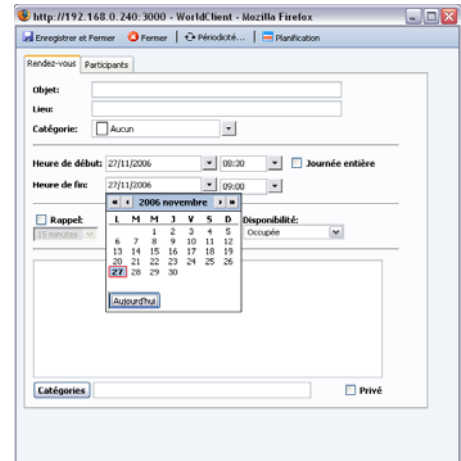 http://192.168.0.240:3000 - WorldClient - Mozilla Firefox
Enregistrer et Fermer Fermer Périodicité... Planification
Rendez-vous Participants
Objet:
Lieu:
Catégorie: Aucun
Heure de début: 27/11/2006 08:30 Journée entière
Heure de fin: 27/11/2006 09:00
2006 novembre
Rappel: L M M J V S D Disponibilité:
15 minutes 1 2 3 4 5 Occupée
6 7 8 9 10 11 12
13 14 15 16 17 18 19
20 21 22 23 24 25 26
27 28 29 30
Aujourd'hui
Catégories Privé